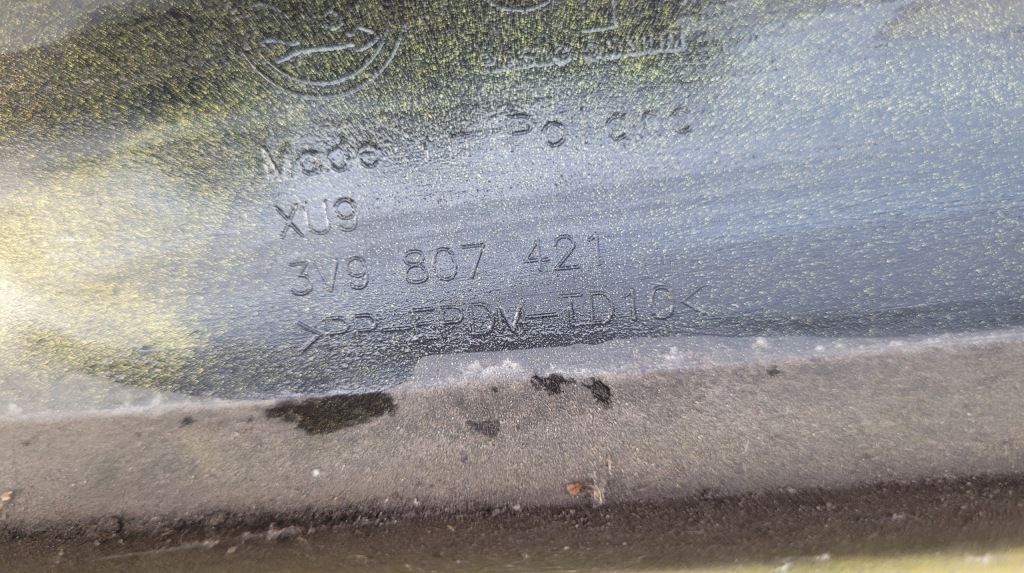 Made in Poland
XU9
3V9 807 421
>PP-EPDM-TD10<